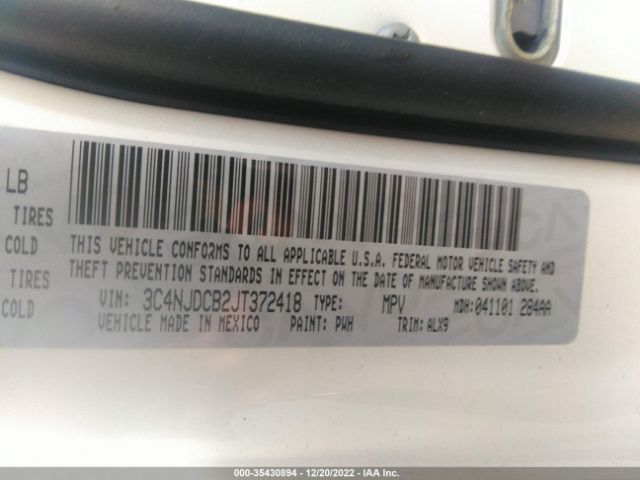 LB
TIRES
COLD
TIRES
COLD
THIS VEHICLE CONFORMS TO ALL APPLICABLE U.S.A. FEDERAL MOTOR VEHICLE SAFETY AND
THEFT PREVENTION STANDARDS IN EFFECT ON THE DATE OF MANUFACTURE SHOWN ABOVE.
VIN: 3C4NJDCB2JT372418 TYPE: MPV MDH:041101 284AA
VEHICLE MADE IN MEXICO PAINT: PWH TRIM: ALX9
000-35430894 - 12/20/2022 - IAA Inc.